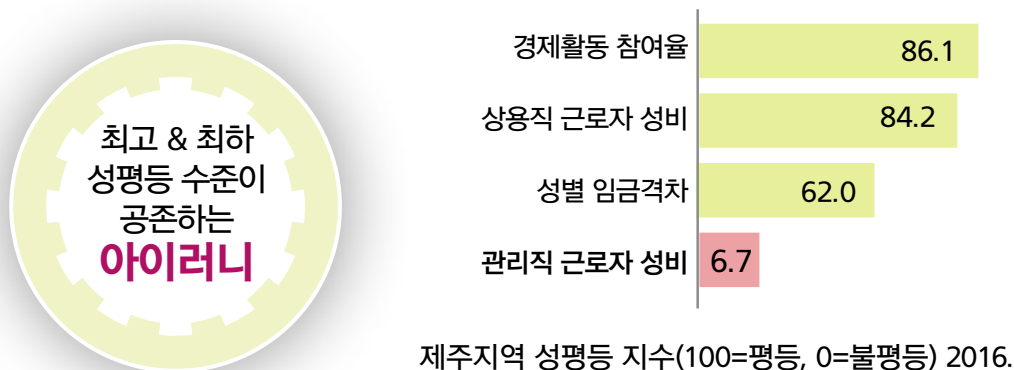 최고 & 최하
성평등 수준이
공존하는
아이러니
경제활동 참여율 86.1
상용직 근로자 성비 84.2
성별 임금격차 62.0
관리직 근로자 성비 6.7
제주지역 성평등 지수(100=평등, 0=불평등) 2016.